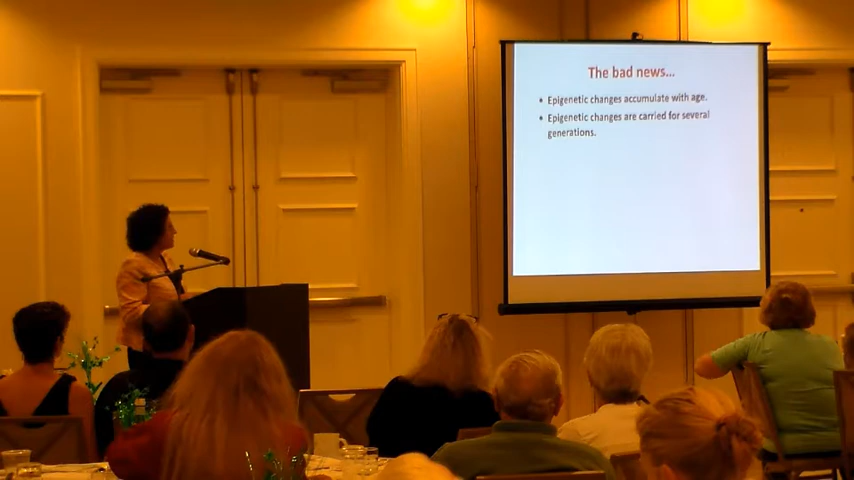 The bad news...
• Epigenetic changes accumulate with age.
• Epigenetic changes are carried for several
generations.